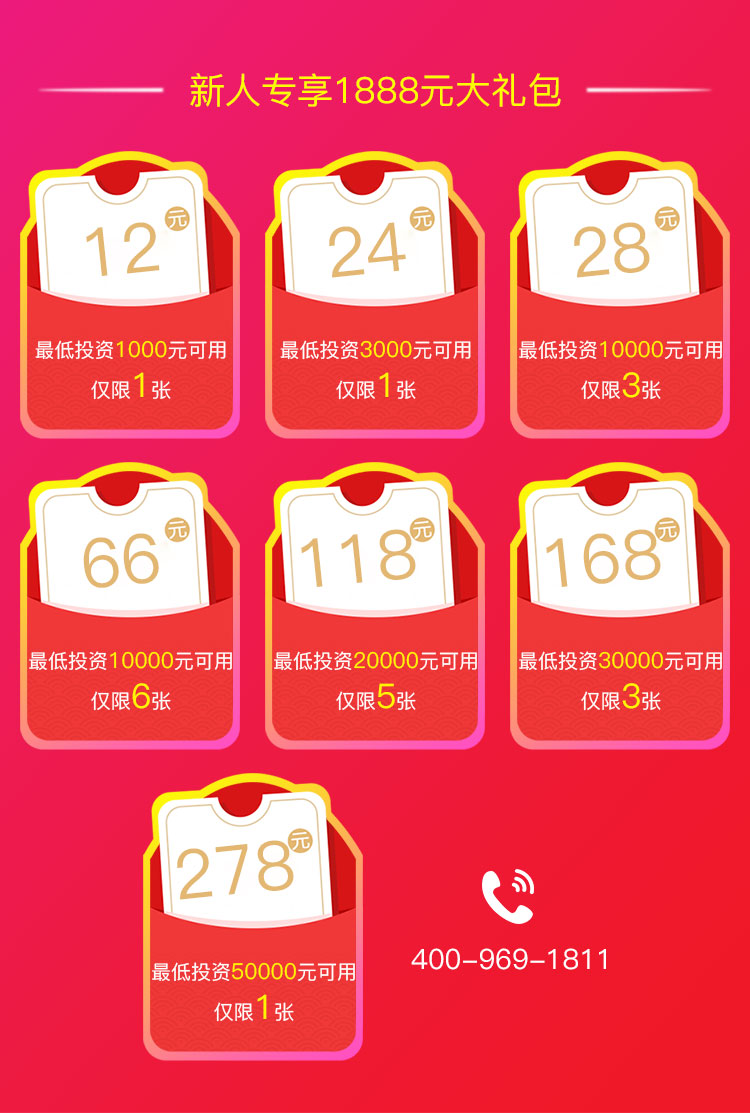 新人专享1888元大礼包
12元
最低投资1000元可用
仅限1张
24元
最低投资3000元可用
仅限1张
28元
最低投资10000元可用
仅限3张
66元
最低投资10000元可用
仅限6张
118元
最低投资20000元可用
仅限5张
168元
最低投资30000元可用
仅限3张
278元
最低投资50000元可用
仅限1张
400-969-1811